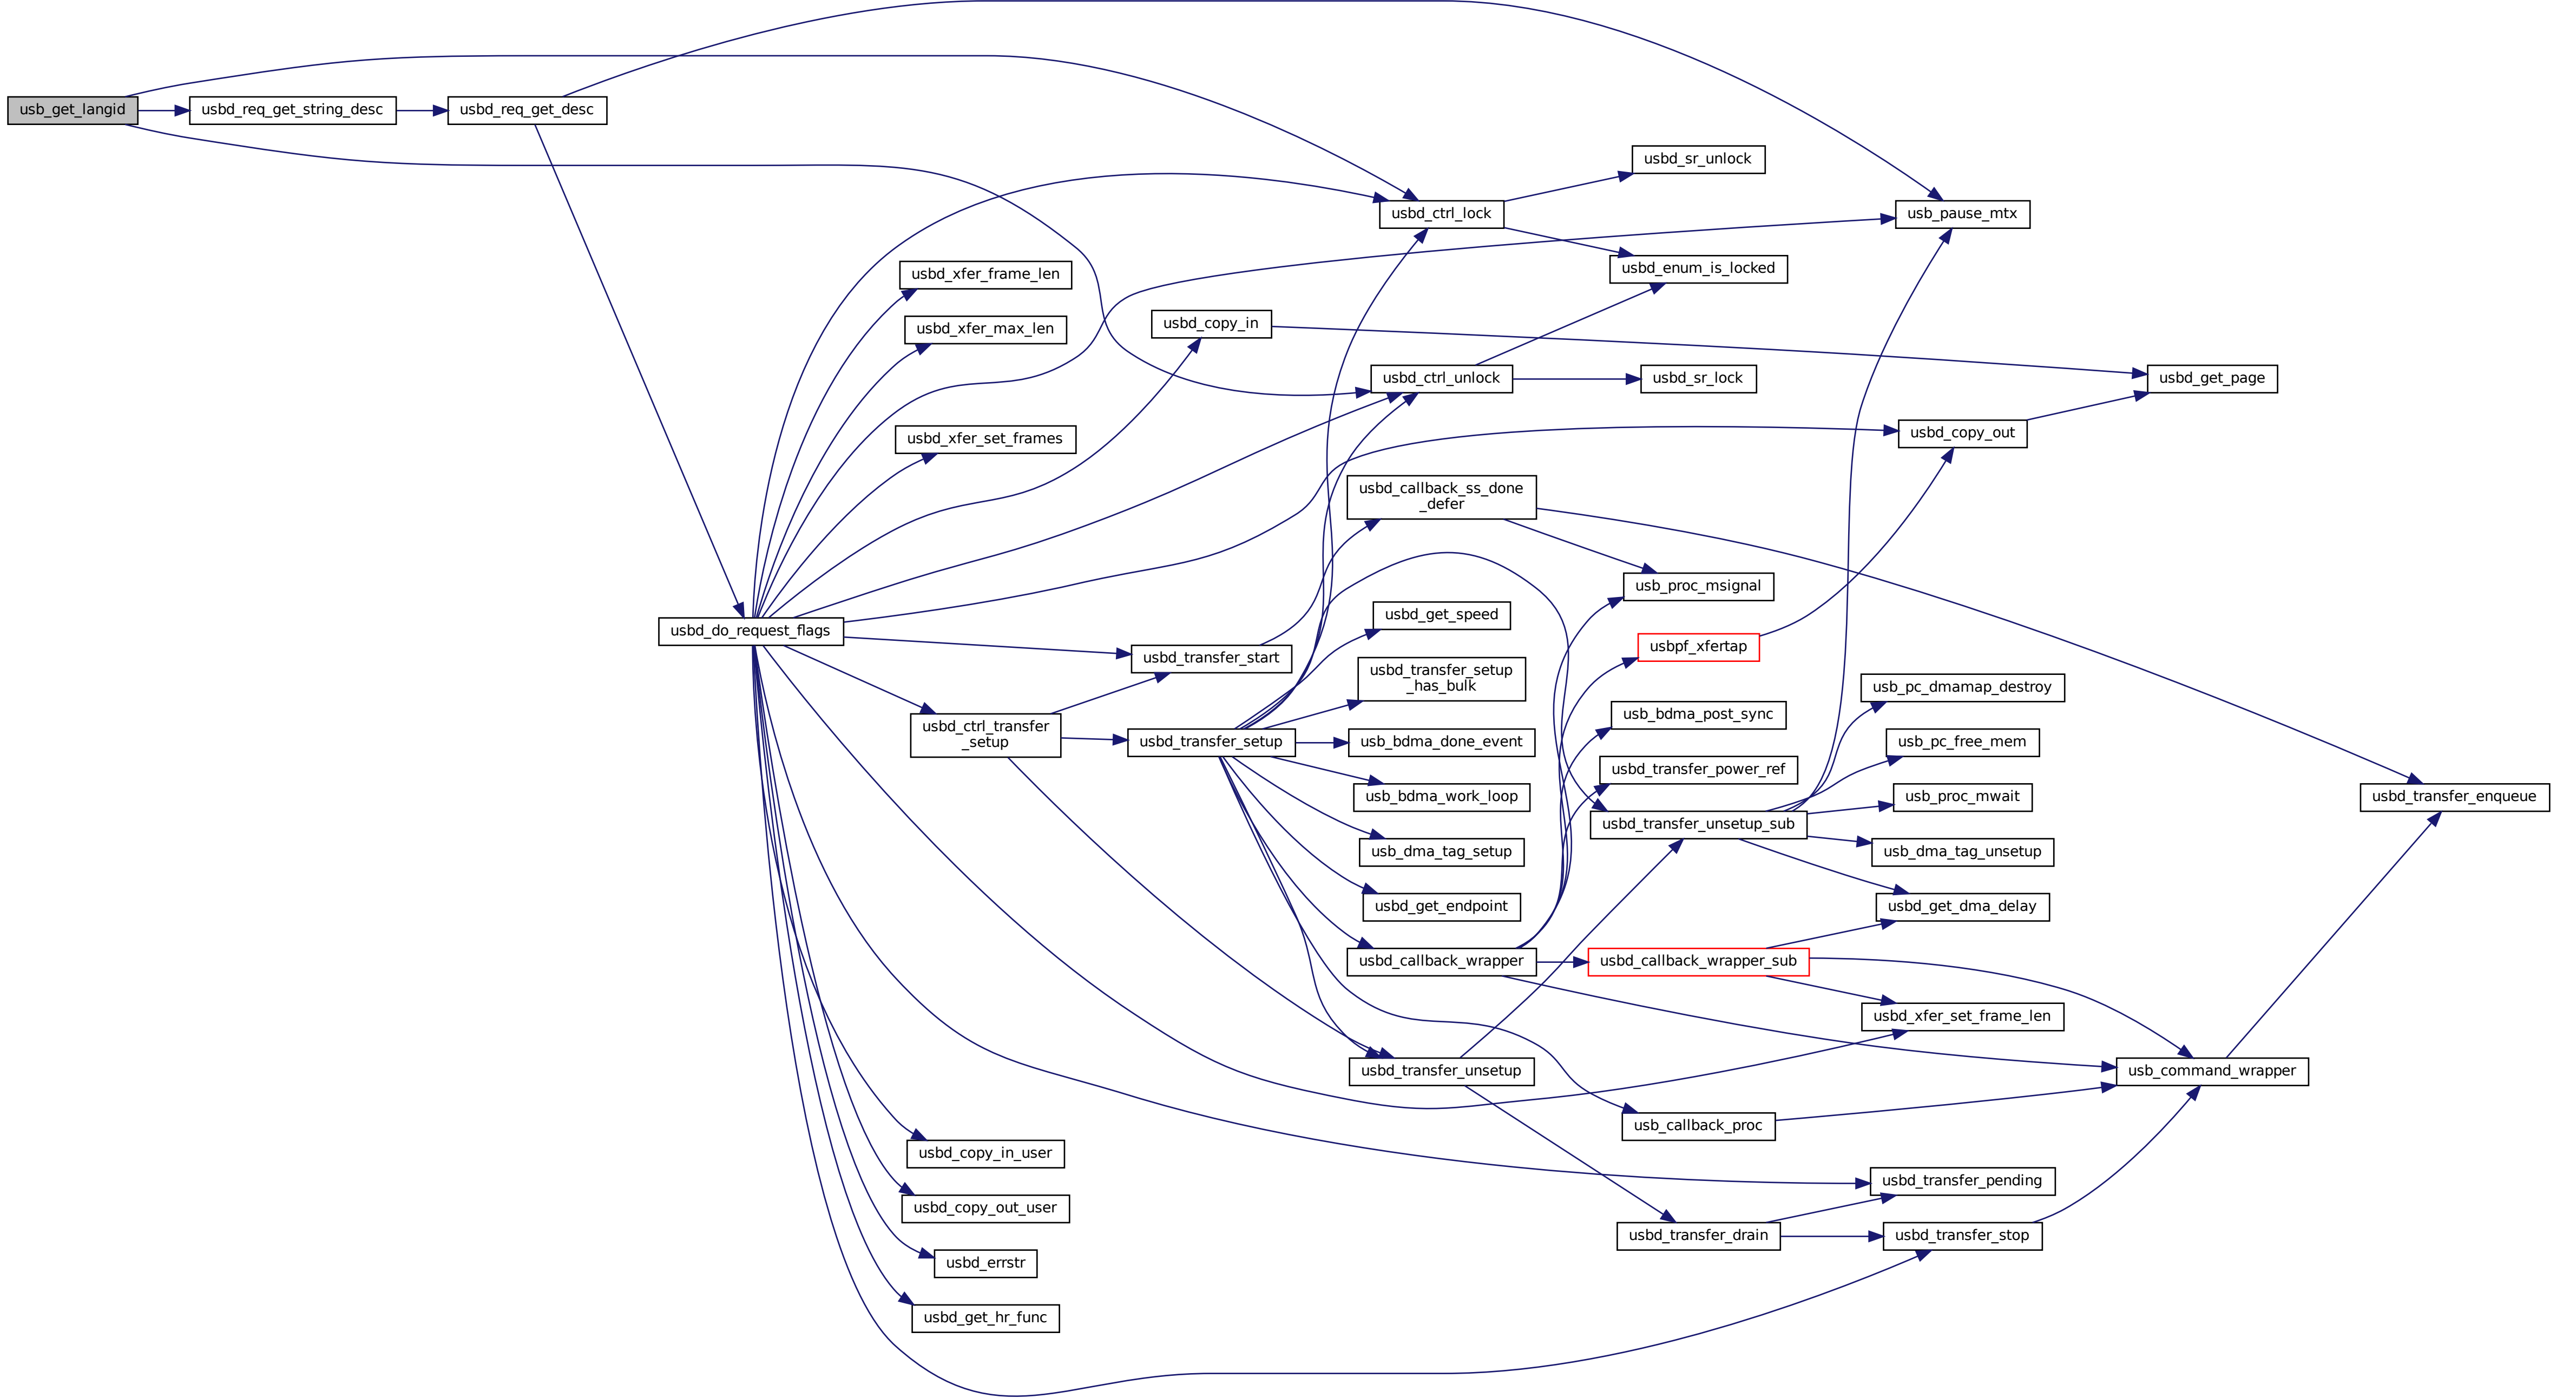 usb_get_langid
usbd_req_get_string_desc
usbd_req_get_desc
usbd_do_request_flags
usbd_xfer_frame_len
usbd_xfer_max_len
usbd_xfer_set_frames
usbd_ctrl_transfer
_setup
usbd_copy_in_user
usbd_copy_out_user
usbd_errstr
usbd_get_hr_func
usbd_copy_in
usbd_transfer_start
usbd_transfer_setup
usbd_ctrl_lock
usbd_ctrl_unlock
usbd_callback_ss_done
_defer
usbd_get_speed
usbd_transfer_setup
_has_bulk
usb_bdma_done_event
usb_bdma_work_loop
usb_dma_tag_setup
usbd_get_endpoint
usbd_callback_wrapper
usbd_transfer_unsetup
usbd_sr_unlock
usbd_enum_is_locked
usbd_sr_lock
usb_proc_msignal
usbpf_xfertap
usb_bdma_post_sync
usbd_transfer_power_ref
usbd_transfer_unsetup_sub
usbd_callback_wrapper_sub
usb_callback_proc
usbd_transfer_drain
usb_pause_mtx
usbd_copy_out
usb_pc_dmamap_destroy
usb_pc_free_mem
usb_proc_mwait
usb_dma_tag_unsetup
usbd_get_dma_delay
usbd_xfer_set_frame_len
usbd_transfer_pending
usbd_transfer_stop
usbd_get_page
usb_command_wrapper
usbd_transfer_enqueue